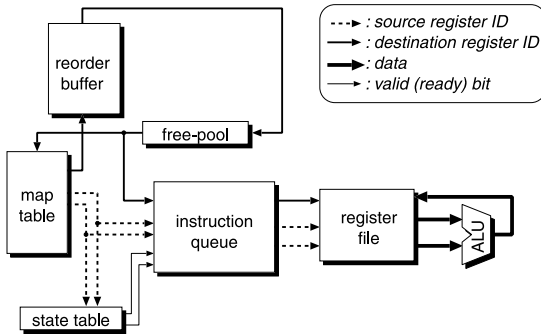 reorder
buffer
: source register ID
: destination register ID
: data
: valid (ready) bit
free-pool
map
table
instruction
queue
register
file
ALU
state table